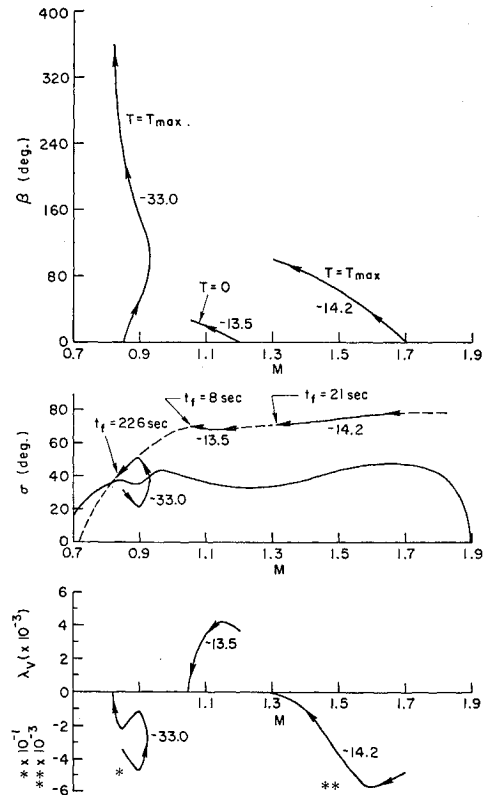 400
320
240
160
80
0
β (deg.)
T=Tmax.
-33.0
T=0
-13.5
T=Tmax
-14.2
0.7 0.9 1.1 1.3 1.5 1.7 1.9
M
80
60
40
20
0
σ (deg.)
tf=226sec
tf=8sec
tf=21 sec
-13.5
-14.2
-33.0
0.7 0.9 1.1 1.3 1.5 1.7 1.9
M
6
4
2
0
-2
-4
-6
λV(x 10-3)
* x 10-1
** x 10-3
-13.5
0.9 1.1 1.3 1.5 1.7 1.9
M
-33.0
-14.2
*
**